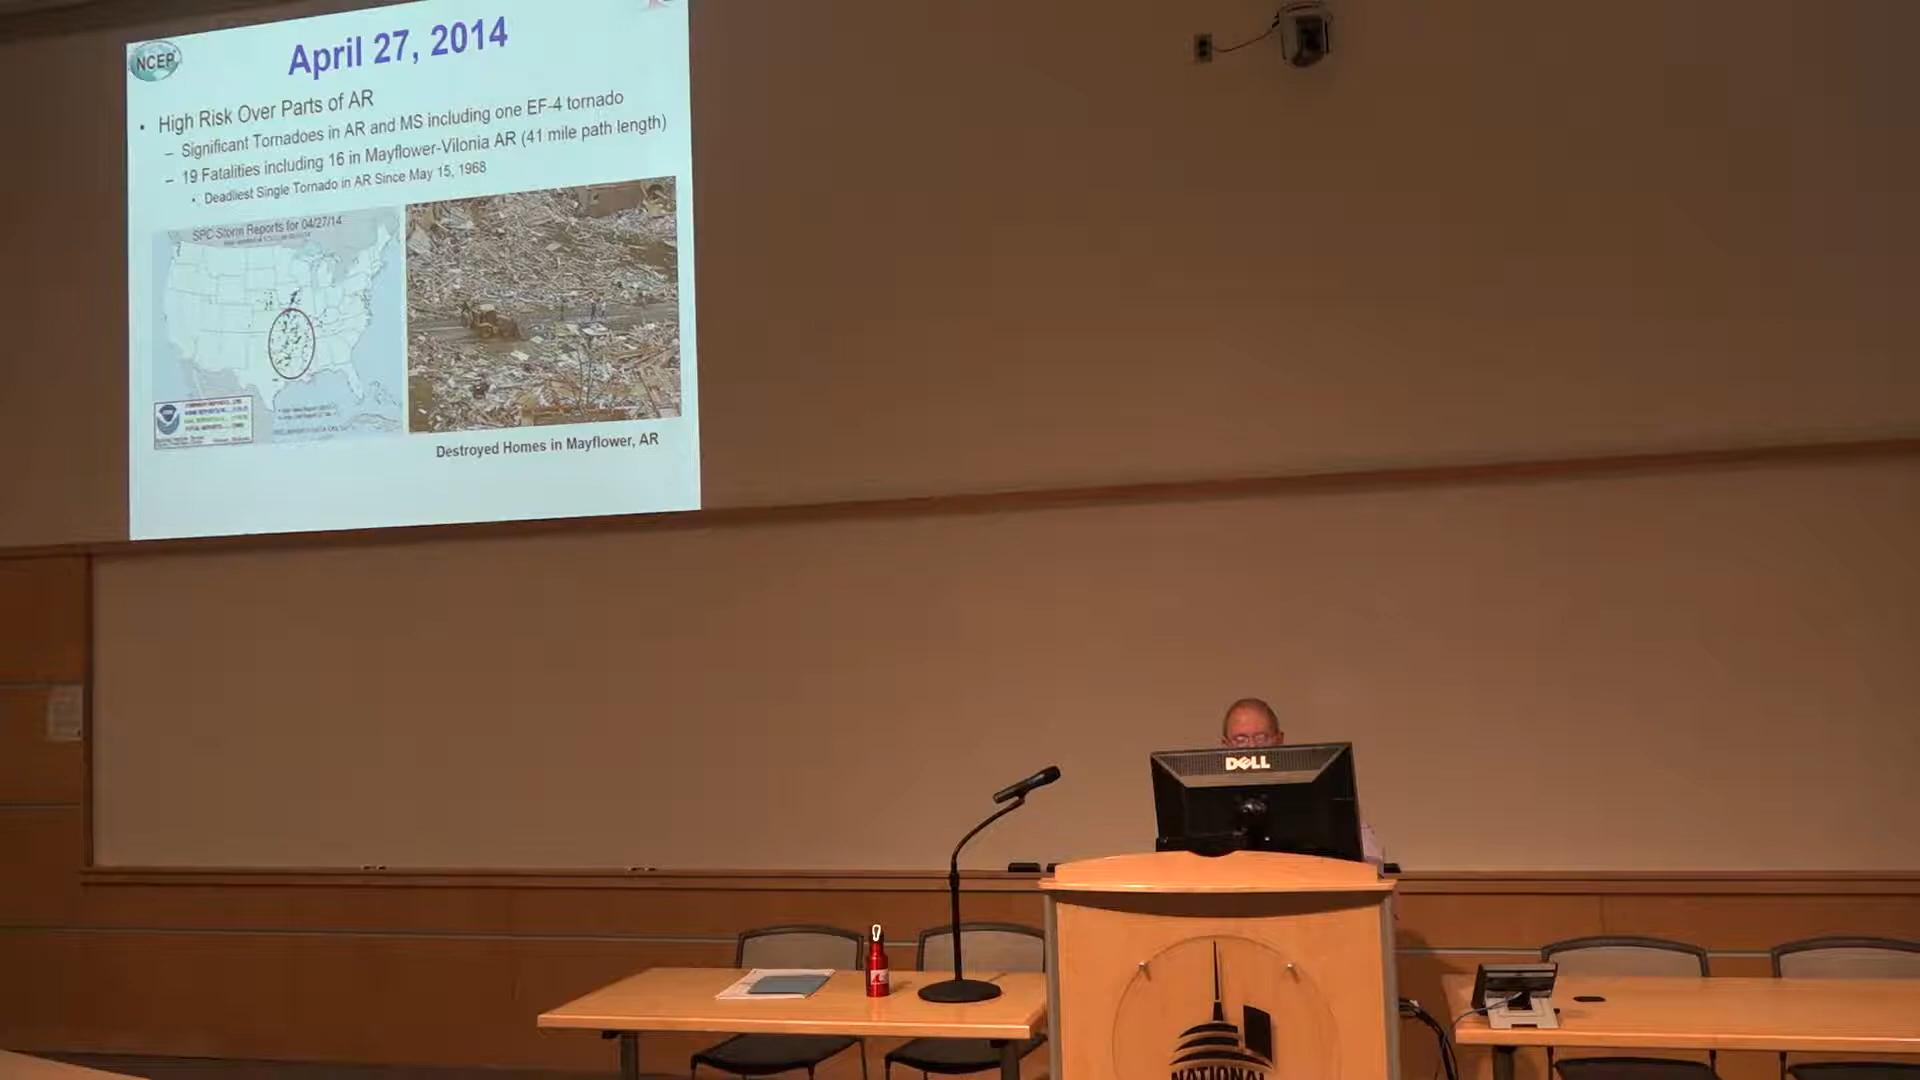 NCEP
April 27, 2014
• High Risk Over Parts of AR
– Significant Tornadoes in AR and MS including one EF-4 tornado
– 19 Fatalities including 16 in Mayflower-Vilonia AR (41 mile path length)
• Deadliest Single Tornado in AR Since May 15, 1968
SPC Storm Reports for 04/27/14
Destroyed Homes in Mayflower, AR
DELL
NATIONAL